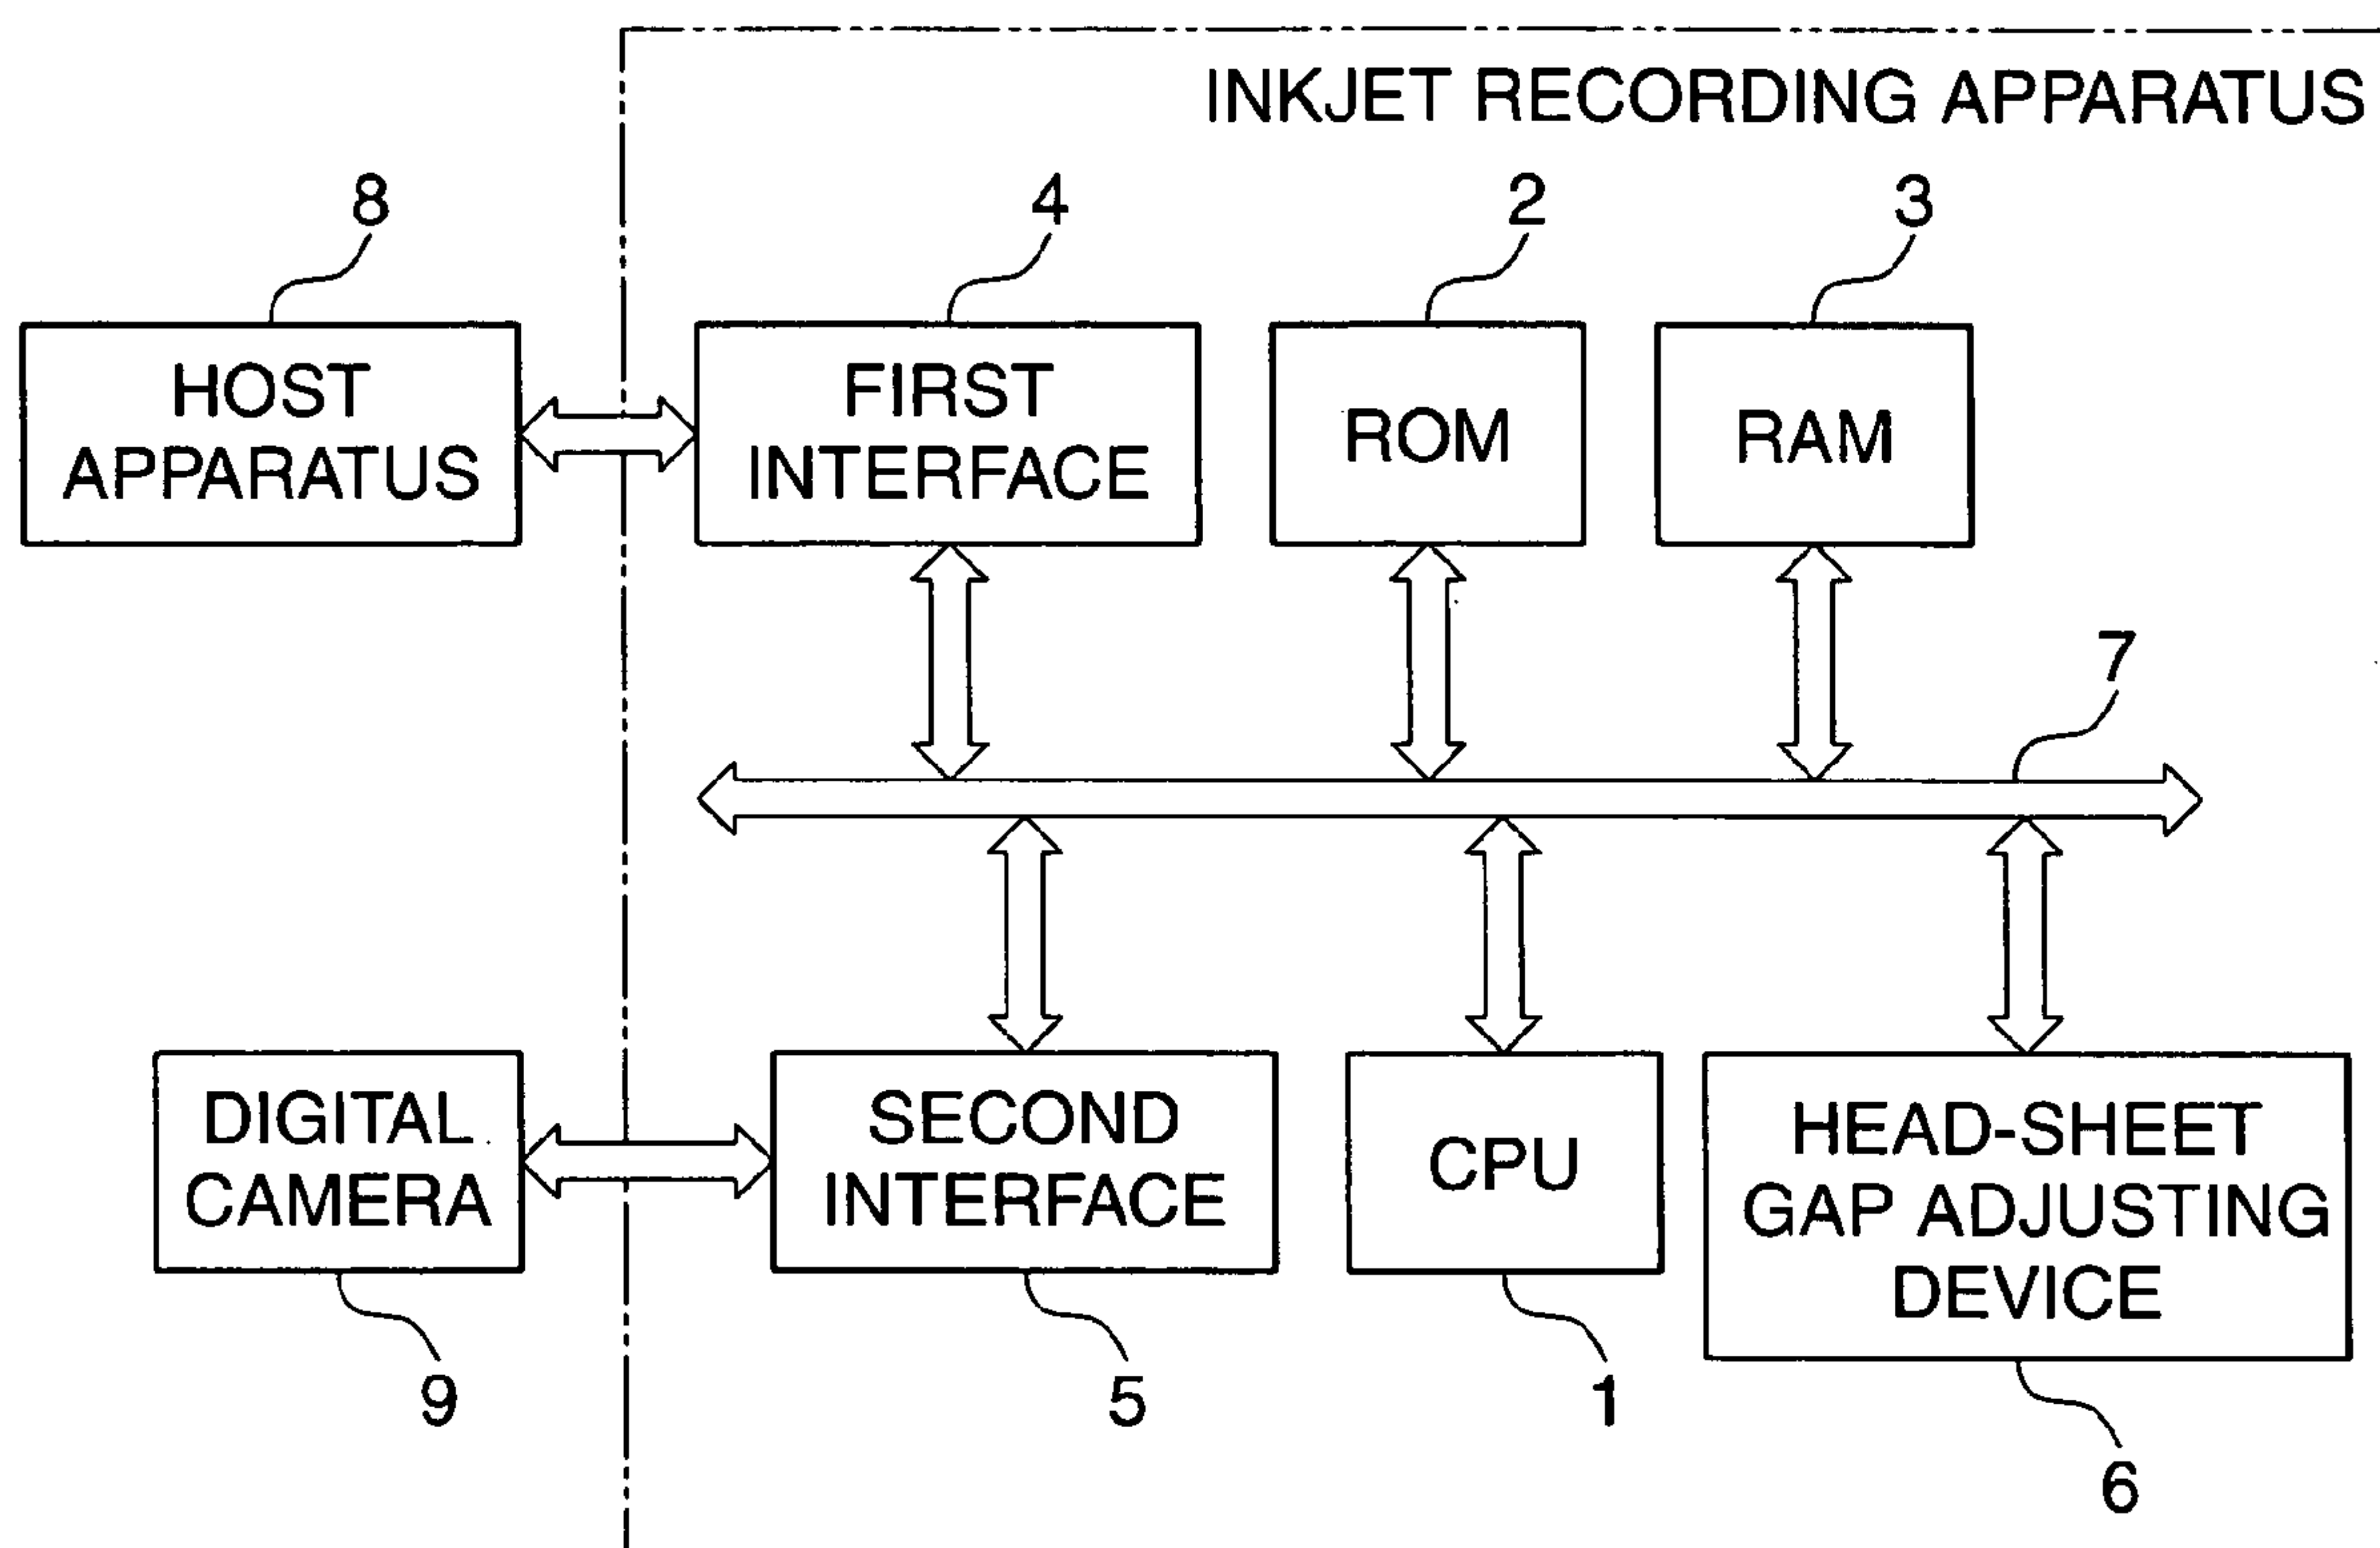 INKJET RECORDING APPARATUS
8
4
2
3
HOST
APPARATUS
FIRST
INTERFACE
ROM
RAM
7
DIGITAL
CAMERA
SECOND
INTERFACE
CPU
HEAD-SHEET
GAP ADJUSTING
DEVICE
9
5
1
6